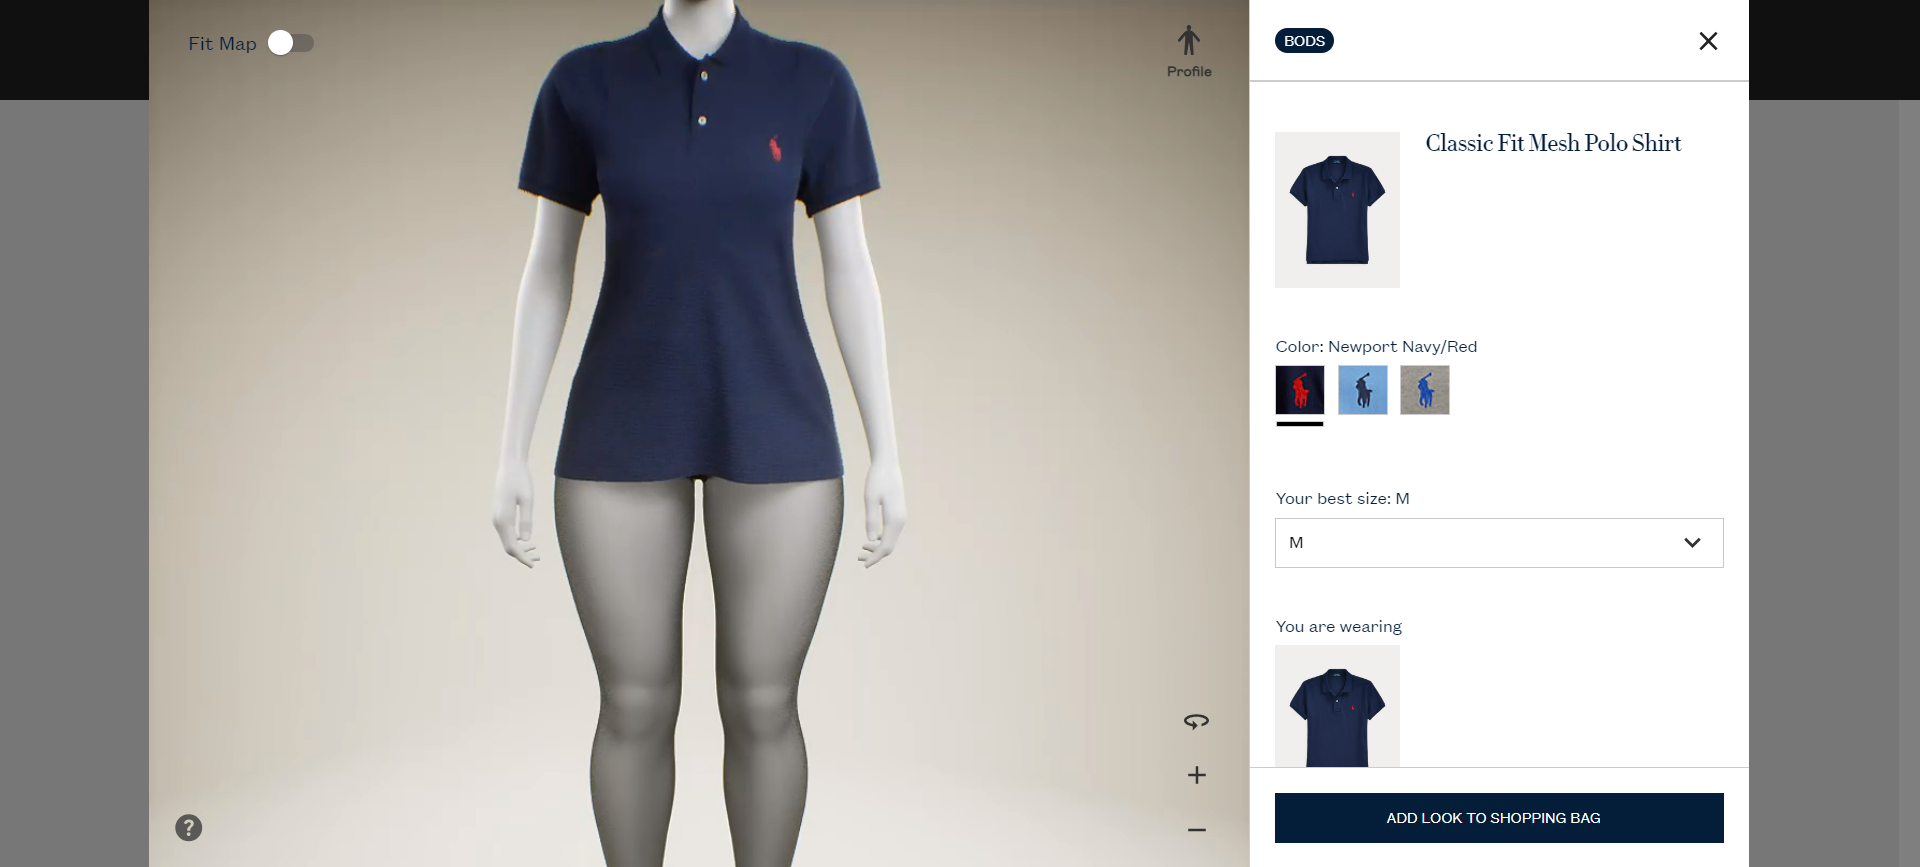 Fit Map
Profile
?
BODS
Classic Fit Mesh Polo Shirt
Color: Newport Navy/Red
Your best size: M
M
You are wearing
ADD LOOK TO SHOPPING BAG